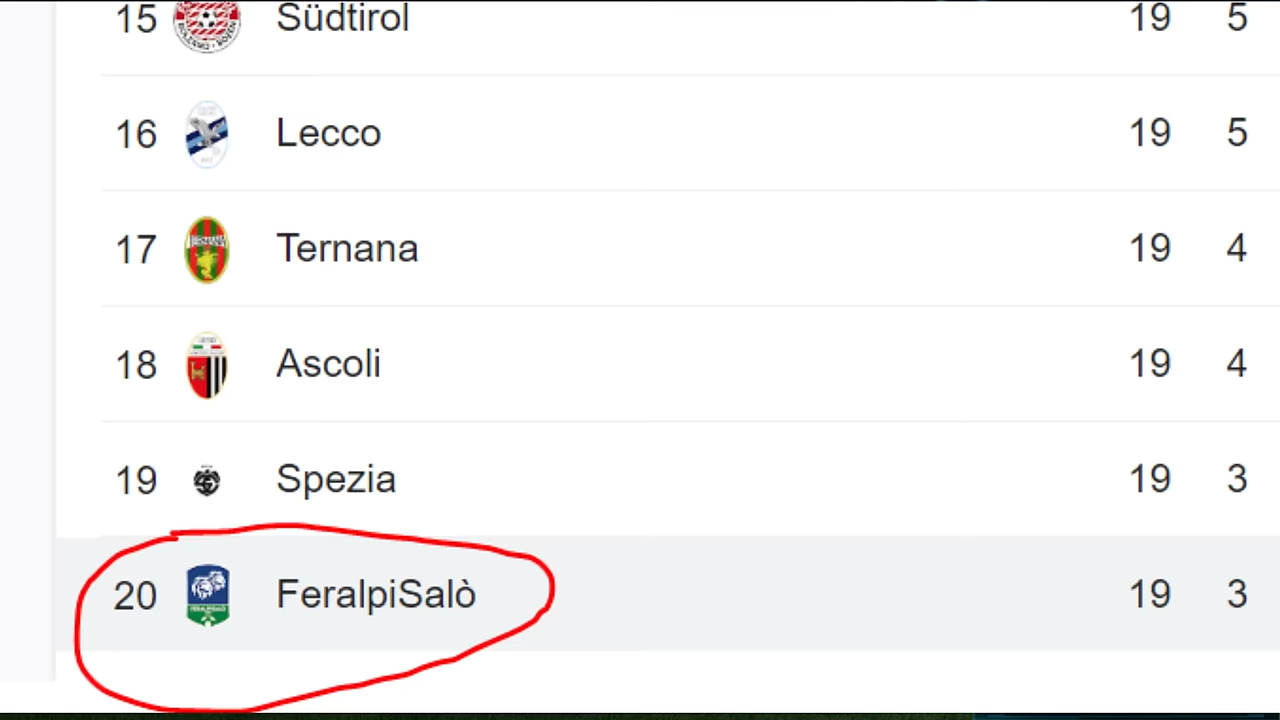 15 Südtirol 19 5
16 Lecco 19 5
17 Ternana 19 4
18 Ascoli 19 4
19 Spezia 19 3
20 FeralpiSalò 19 3